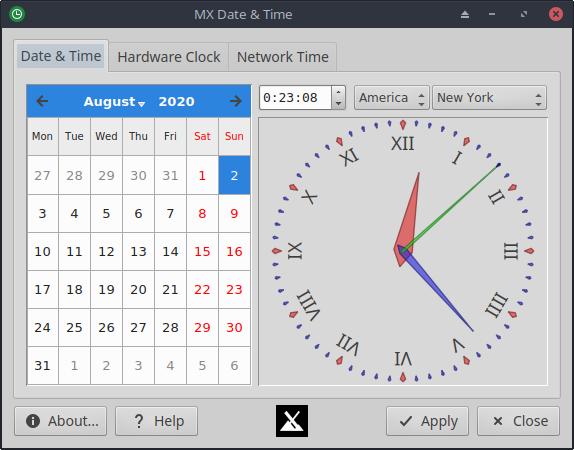 MX Date & Time
Date & Time Hardware Clock Network Time
August 2020
Mon Tue Wed Thu Fri Sat Sun
27 28 29 30 31 1 2
3 4 5 6 7 8 9
10 11 12 13 14 15 16
17 18 19 20 21 22 23
24 25 26 27 28 29 30
31 1 2 3 4 5 6
0:23:08 America New York
XII
I
II
III
IIII
V
VI
VII
VIII
IX
X
XI
About... Help Apply Close